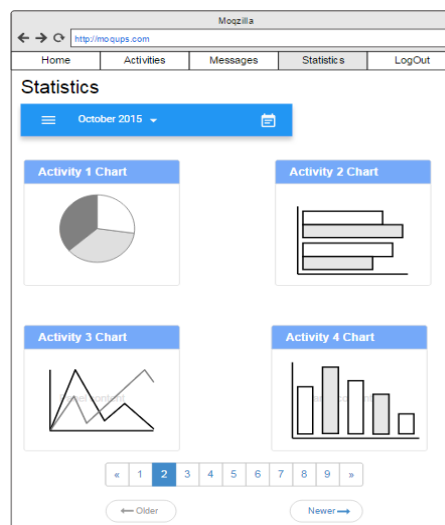 Moqzilla
http://moqups.com
Home Activities Messages Statistics LogOut
Statistics
October 2015
Activity 1 Chart Activity 2 Chart
Activity 3 Chart Activity 4 Chart
« 1 2 3 4 5 6 7 8 9 »
Older Newer